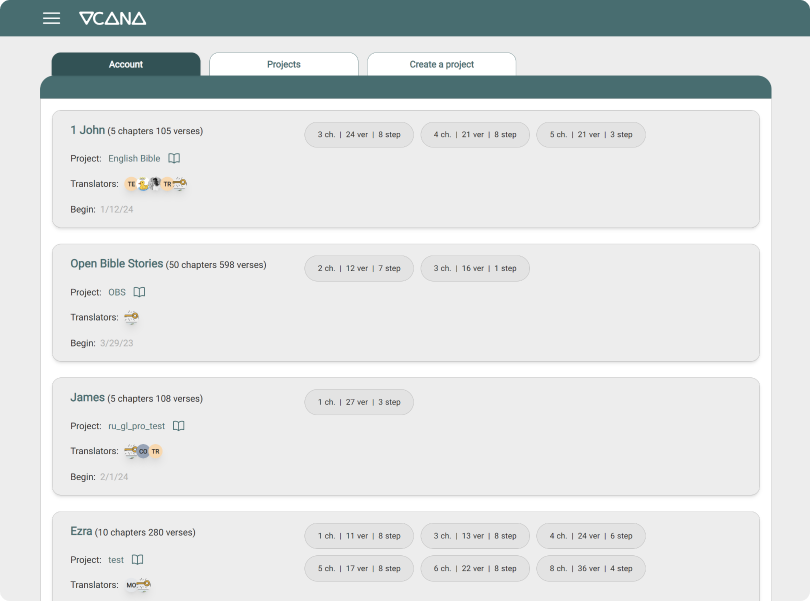 VCANA
Account
Projects
Create a project
1 John (5 chapters 105 verses)
3 ch. | 24 ver | 8 step
4 ch. | 21 ver | 8 step
5 ch. | 21 ver | 3 step
Project: English Bible
Translators: TE TR
Begin: 1/12/24
Open Bible Stories (50 chapters 598 verses)
2 ch. | 12 ver | 7 step
3 ch. | 16 ver | 1 step
Project: OBS
Translators:
Begin: 3/29/23
James (5 chapters 108 verses)
1 ch. | 27 ver | 3 step
Project: ru_gl_pro_test
Translators: CO TR
Begin: 2/1/24
Ezra (10 chapters 280 verses)
1 ch. | 11 ver | 8 step
3 ch. | 13 ver | 8 step
4 ch. | 24 ver | 6 step
5 ch. | 17 ver | 8 step
6 ch. | 22 ver | 8 step
8 ch. | 36 ver | 4 step
Project: test
Translators: MO